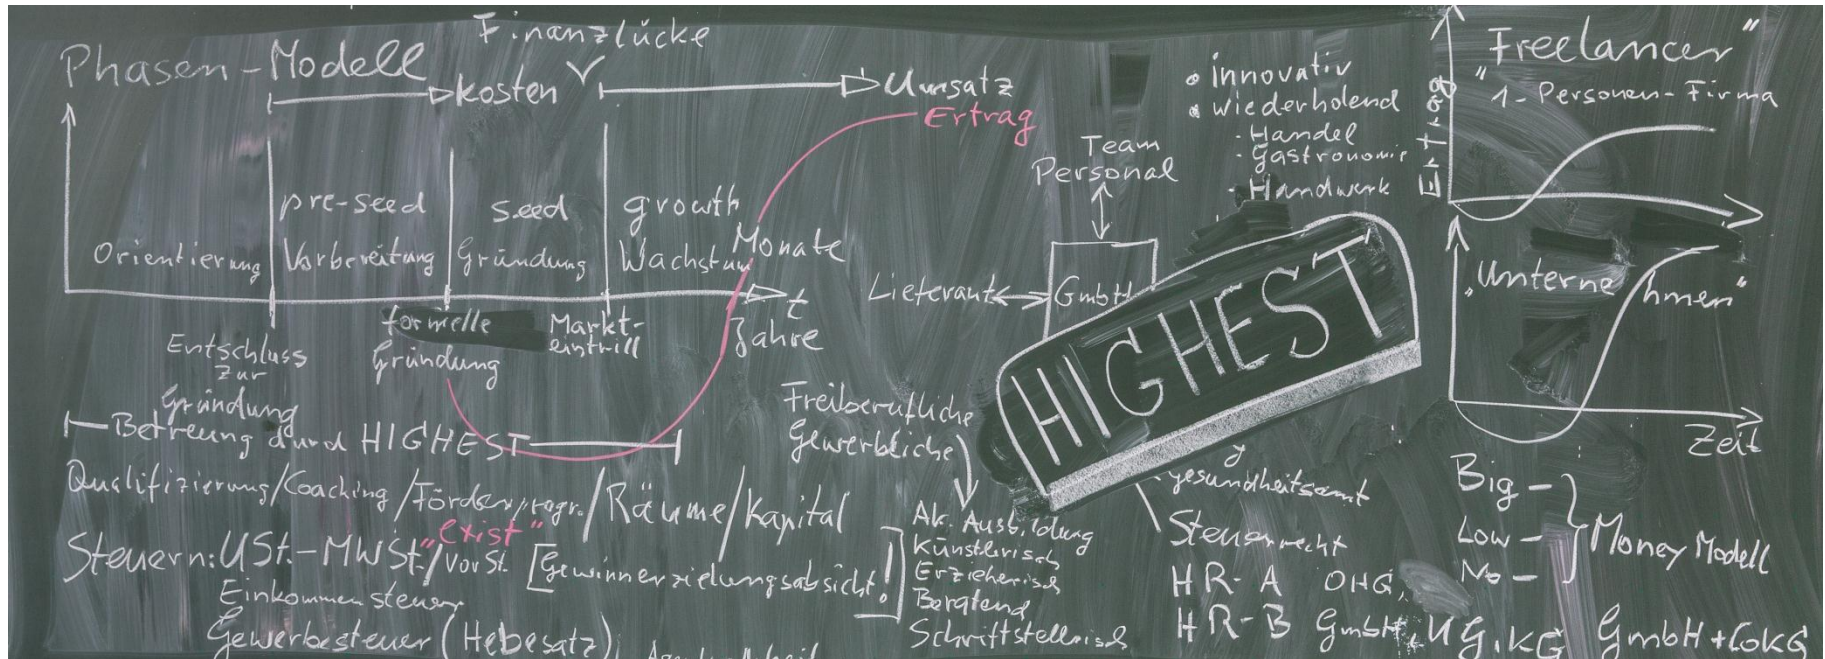 Phasen-Modell
Finanzlücke
kosten
Umsatz
Ertrag
pre-seed
seed
growth
Orientierung
Vorbereitung
Gründung
Wachstum
Monate
t
Jahre
Entschluss
zur
Gründung
formelle
Gründung
Markt-
eintritt
Betreuung durch HIGHEST
Qualifizierung/Coaching/Förderprogr./Räume/Kapital
"exist"
Steuern: USt.-MWSt/VorSt. [Gewinnerzielungsabsicht!]
Einkommensteuer
Gewerbesteuer (Hebesatz)
Team
Personal
Lieferant
GmbH
HIGHEST
Freiberufliche
Gewerbliche
Ak. Ausbildung
Künstlerisch
Erzieherisch
Beratend
Schriftstellerisch
• innovativ
• wiederholend
- Handel
- Gastronomie
- Handwerk
gesundheitsamt
Steuerrecht
HR-A OHG,
HR-B GmbH, UG, KG GmbH+CoKG
Ertrag
"Freelancer"
1-Personen-Firma
"Unternehmen"
Zeit
Big -
Low -
No -
Money Modell